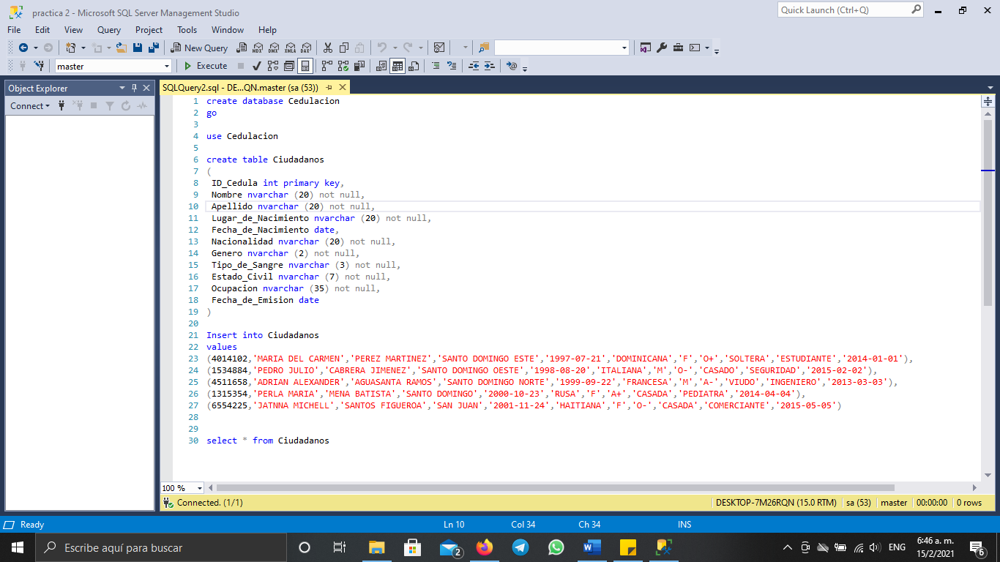 practica 2 - Microsoft SQL Server Management Studio
Quick Launch (Ctrl+Q)
File Edit View Query Project Tools Window Help
New Query MDX DMX XMLA DAX
master Execute
Object Explorer
SQLQuery2.sql - DE...QN.master (sa (53))
Connect
1 create database Cedulacion
2 go
3
4 use Cedulacion
5
6 create table Ciudadanos
7 (
8 ID_Cedula int primary key,
9 Nombre nvarchar (20) not null,
10 Apellido nvarchar (20) not null,
11 Lugar_de_Nacimiento nvarchar (20) not null,
12 Fecha_de_Nacimiento date,
13 Nacionalidad nvarchar (20) not null,
14 Genero nvarchar (2) not null,
15 Tipo_de_Sangre nvarchar (3) not null,
16 Estado_Civil nvarchar (7) not null,
17 Ocupacion nvarchar (35) not null,
18 Fecha_de_Emision date
19 )
20
21 Insert into Ciudadanos
22 values
23 (4014102,'MARIA DEL CARMEN','PEREZ MARTINEZ','SANTO DOMINGO ESTE','1997-07-21','DOMINICANA','F','O+','SOLTERA','ESTUDIANTE','2014-01-01'),
24 (1534884,'PEDRO JULIO','CABRERA JIMENEZ','SANTO DOMINGO OESTE','1998-08-20','ITALIANA','M','O-','CASADO','SEGURIDAD','2015-02-02'),
25 (4511658,'ADRIAN ALEXANDER','AGUASANTA RAMOS','SANTO DOMINGO NORTE','1999-09-22','FRANCESA','M','A-','VIUDO','INGENIERO','2013-03-03'),
26 (1315354,'PERLA MARIA','MENA BATISTA','SANTO DOMINGO','2000-10-23','RUSA','F','A+','CASADA','PEDIATRA','2014-04-04'),
27 (6554225,'JATNNA MICHELL','SANTOS FIGUEROA','SAN JUAN','2001-11-24','HAITIANA','F','O-','CASADA','COMERCIANTE','2015-05-05')
28
29
30 select * from Ciudadanos
100 %
Connected. (1/1) DESKTOP-7M26RQN (15.0 RTM) sa (53) master 00:00:00 0 rows
Ready Ln 10 Col 34 Ch 34 INS
Escribe aquí para buscar 2 ENG 6:46 a. m. 6
15/2/2021